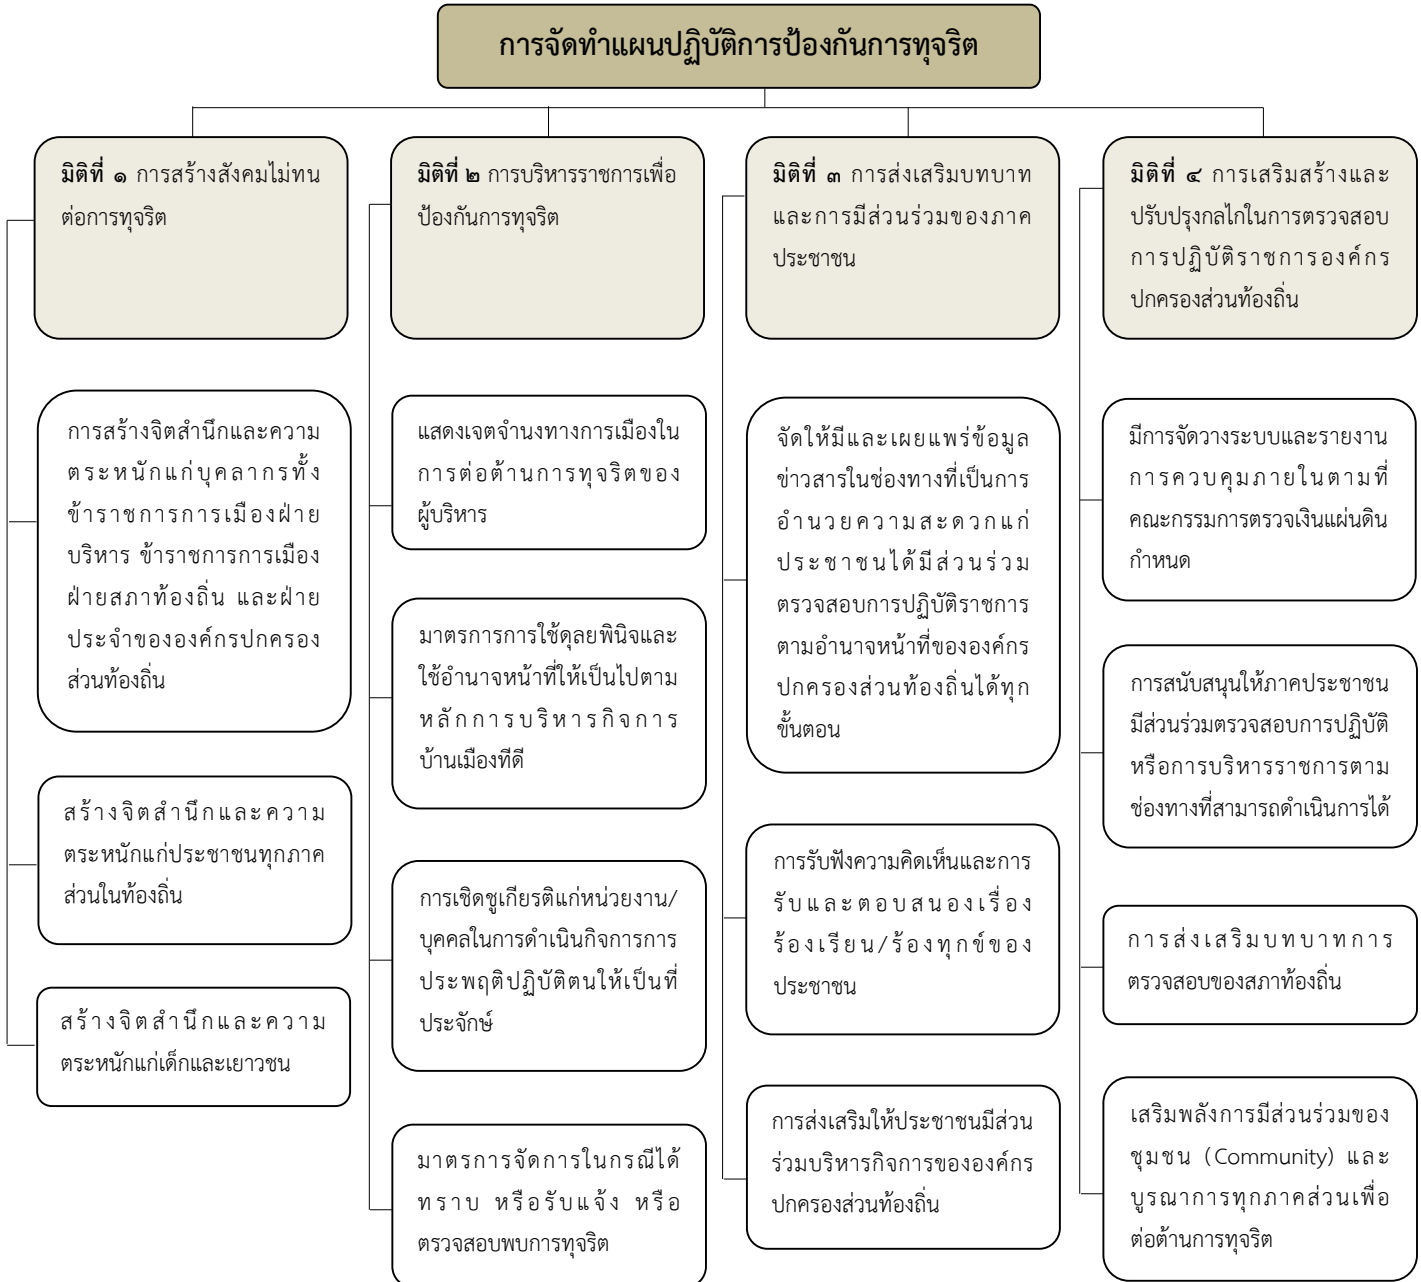 การจัดทำแผนปฏิบัติการป้องกันการทุจริต
มิติที่ ๑ การสร้างสังคมไม่ทน
ต่อการทุจริต
การสร้างจิตสำนึกและความ
ตระหนักแก่บุคลากรทั้ง
ข้าราชการการเมืองฝ่าย
บริหาร ข้าราชการการเมือง
ฝ่ายสภาท้องถิ่น และฝ่าย
ประจำขององค์กรปกครอง
ส่วนท้องถิ่น
สร้างจิตสำนึกและความ
ตระหนักแก่ประชาชนทุกภาค
ส่วนในท้องถิ่น
สร้างจิตสำนึกและความ
ตระหนักแก่เด็กและเยาวชน
มิติที่ ๒ การบริหารราชการเพื่อ
ป้องกันการทุจริต
แสดงเจตจำนงทางการเมืองใน
การต่อต้านการทุจริตของ
ผู้บริหาร
มาตรการการใช้ดุลยพินิจและ
ใช้อำนาจหน้าที่ให้เป็นไปตาม
หลักการบริหารกิจการ
บ้านเมืองทีดี
การเชิดชูเกียรติแก่หน่วยงาน/
บุคคลในการดำเนินกิจการการ
ประพฤติปฏิบัติตนให้เป็นที่
ประจักษ์
มาตรการจัดการในกรณีได้
ทราบ หรือรับแจ้ง หรือ
ตรวจสอบพบการทุจริต
มิติที่ ๓ การส่งเสริมบทบาท
และการมีส่วนร่วมของภาค
ประชาชน
จัดให้มีและเผยแพร่ข้อมูล
ข่าวสารในช่องทางที่เป็นการ
อำนวยความสะดวกแก่
ประชาชนได้มีส่วนร่วม
ตรวจสอบการปฏิบัติราชการ
ตามอำนาจหน้าที่ขององค์กร
ปกครองส่วนท้องถิ่นได้ทุก
ขั้นตอน
การรับฟังความคิดเห็นและการ
รับและตอบสนองเรื่อง
ร้องเรียน/ร้องทุกข์ของ
ประชาชน
การส่งเสริมให้ประชาชนมีส่วน
ร่วมบริหารกิจการขององค์กร
ปกครองส่วนท้องถิ่น
มิติที่ ๔ การเสริมสร้างและ
ปรับปรุงกลไกในการตรวจสอบ
การปฏิบัติราชการองค์กร
ปกครองส่วนท้องถิ่น
มีการจัดวางระบบและรายงาน
การควบคุมภายในตามที่
คณะกรรมการตรวจเงินแผ่นดิน
กำหนด
การสนับสนุนให้ภาคประชาชน
มีส่วนร่วมตรวจสอบการปฏิบัติ
หรือการบริหารราชการตาม
ช่องทางที่สามารถดำเนินการได้
การส่งเสริมบทบาทการ
ตรวจสอบของสภาท้องถิ่น
เสริมพลังการมีส่วนร่วมของ
ชุมชน (Community) และ
บูรณาการทุกภาคส่วนเพื่อ
ต่อต้านการทุจริต